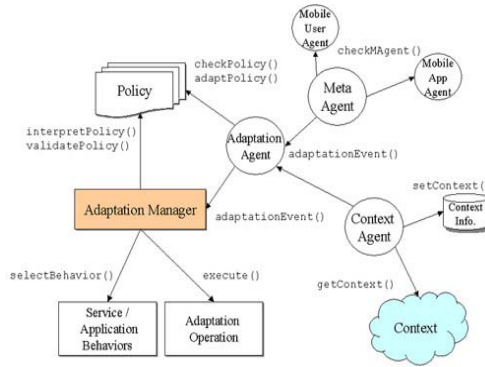 Mobile
User
Agent
checkMAgent()
Mobile
App
Agent
checkPolicy()
adaptPolicy()
Policy
Meta
Agent
interpretPolicy()
validatePolicy()
Adaptation
Agent
adaptationEvent()
setContext(
Context
Info.
Adaptation Manager
adaptationEvent()
Context
Agent
selectBehavior()
execute()
getContext()
Service /
Application
Behaviors
Adaptation
Operation
Context